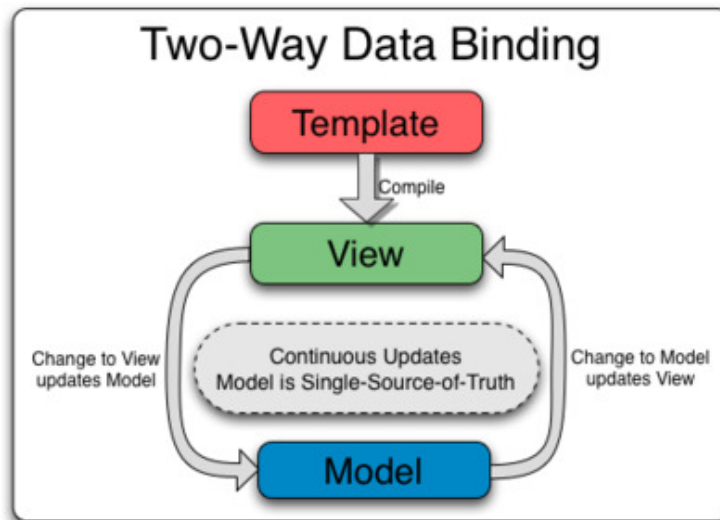 Two-Way Data Binding
Template
Compile
View
Change to View
updates Model
Continuous Updates
Model is Single-Source-of-Truth
Change to Model
updates View
Model